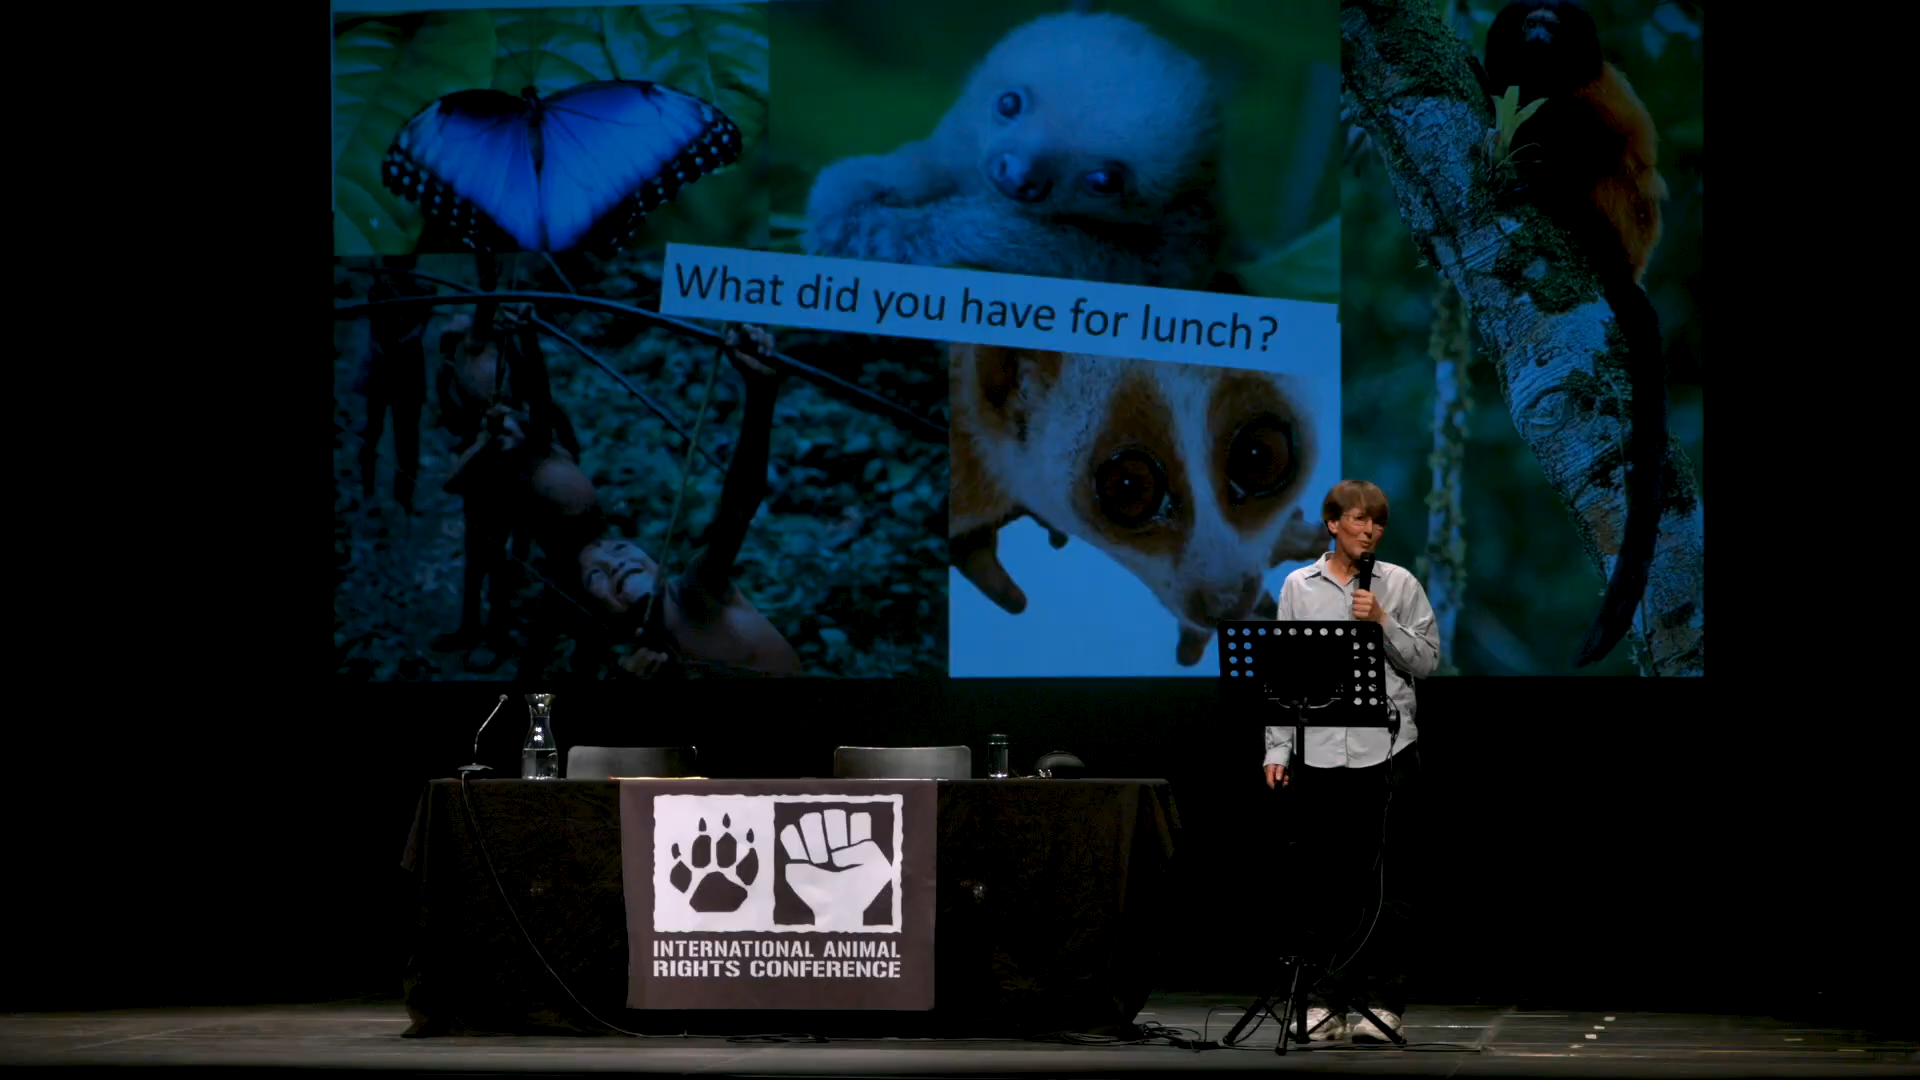 What did you have for lunch?
INTERNATIONAL ANIMAL
RIGHTS CONFERENCE